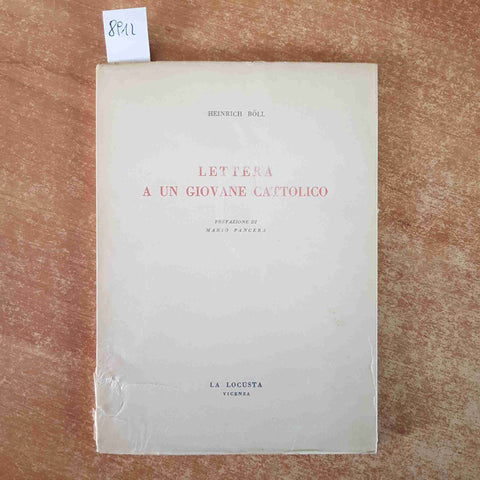 8912
HEINRICH BÖLL
LETTERA
A UN GIOVANE CATTOLICO
PREFAZIONE DI
MARIO PANCERA
LA LOCUSTA
VICENZA